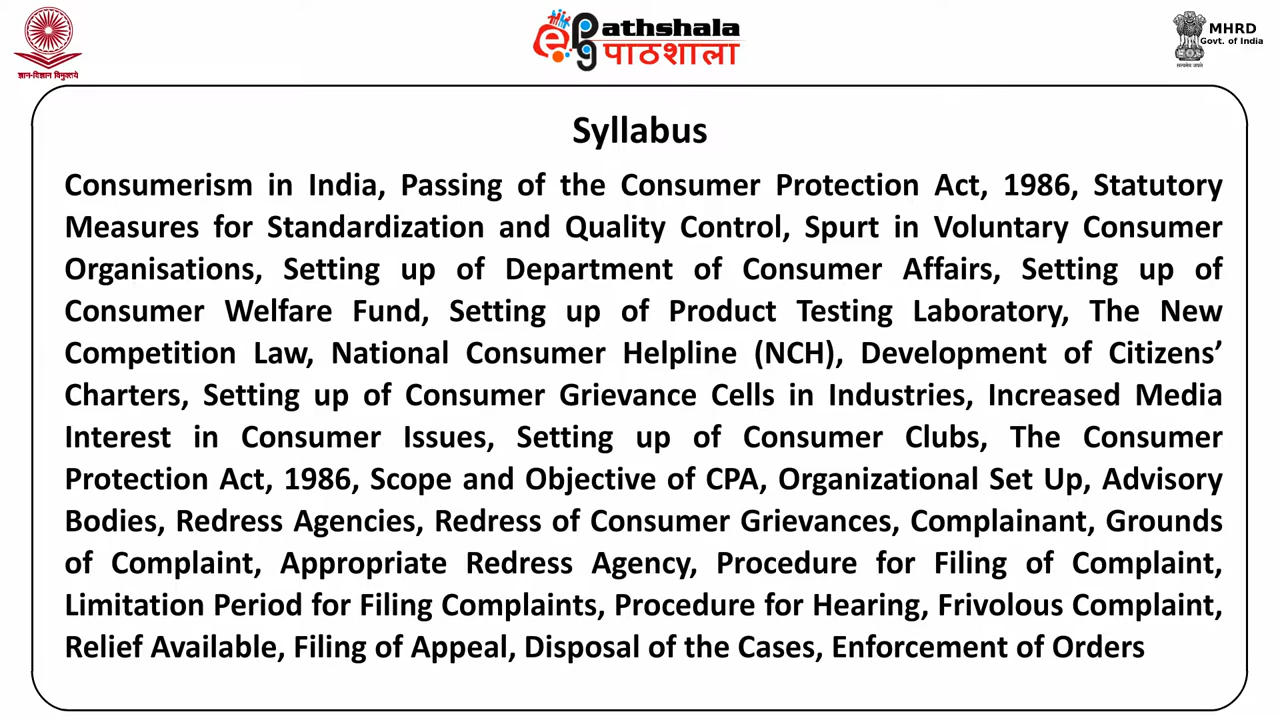 ज्ञान-विज्ञान विमुक्तये
epgathshala
पाठशाला
MHRD
Govt. of India
सत्यमेव जयते
Syllabus
Consumerism in India, Passing of the Consumer Protection Act, 1986, Statutory
Measures for Standardization and Quality Control, Spurt in Voluntary Consumer
Organisations, Setting up of Department of Consumer Affairs, Setting up of
Consumer Welfare Fund, Setting up of Product Testing Laboratory, The New
Competition Law, National Consumer Helpline (NCH), Development of Citizens’
Charters, Setting up of Consumer Grievance Cells in Industries, Increased Media
Interest in Consumer Issues, Setting up of Consumer Clubs, The Consumer
Protection Act, 1986, Scope and Objective of CPA, Organizational Set Up, Advisory
Bodies, Redress Agencies, Redress of Consumer Grievances, Complainant, Grounds
of Complaint, Appropriate Redress Agency, Procedure for Filing of Complaint,
Limitation Period for Filing Complaints, Procedure for Hearing, Frivolous Complaint,
Relief Available, Filing of Appeal, Disposal of the Cases, Enforcement of Orders